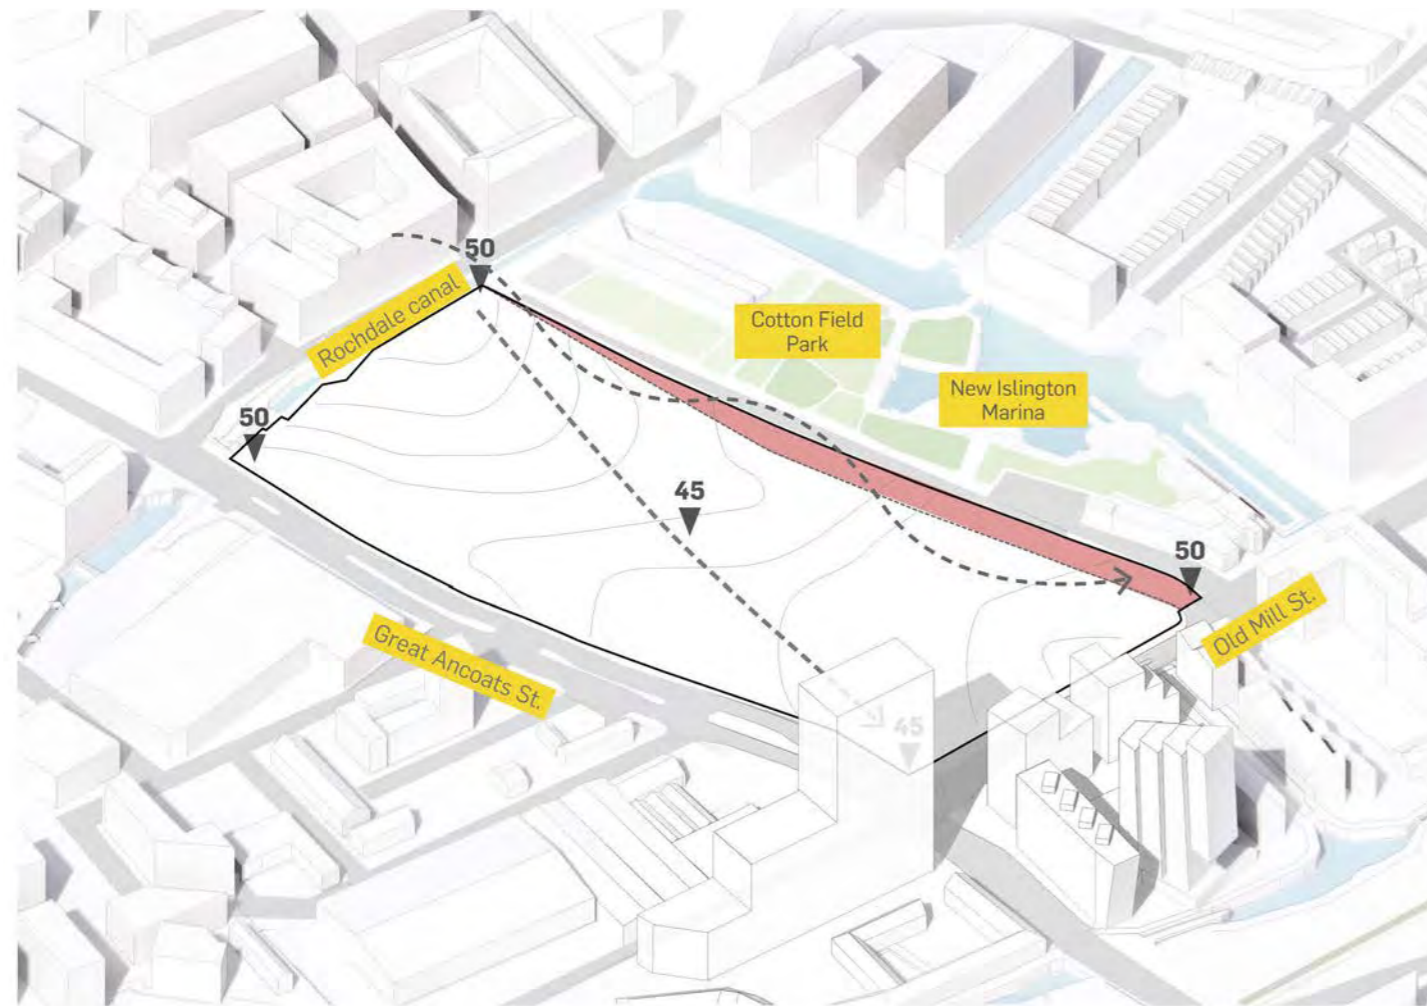 50
Rochdale canal
Cotton Field
Park
New Islington
Marina
50
45
50
Old Mill St.
Great Ancoats St.
45